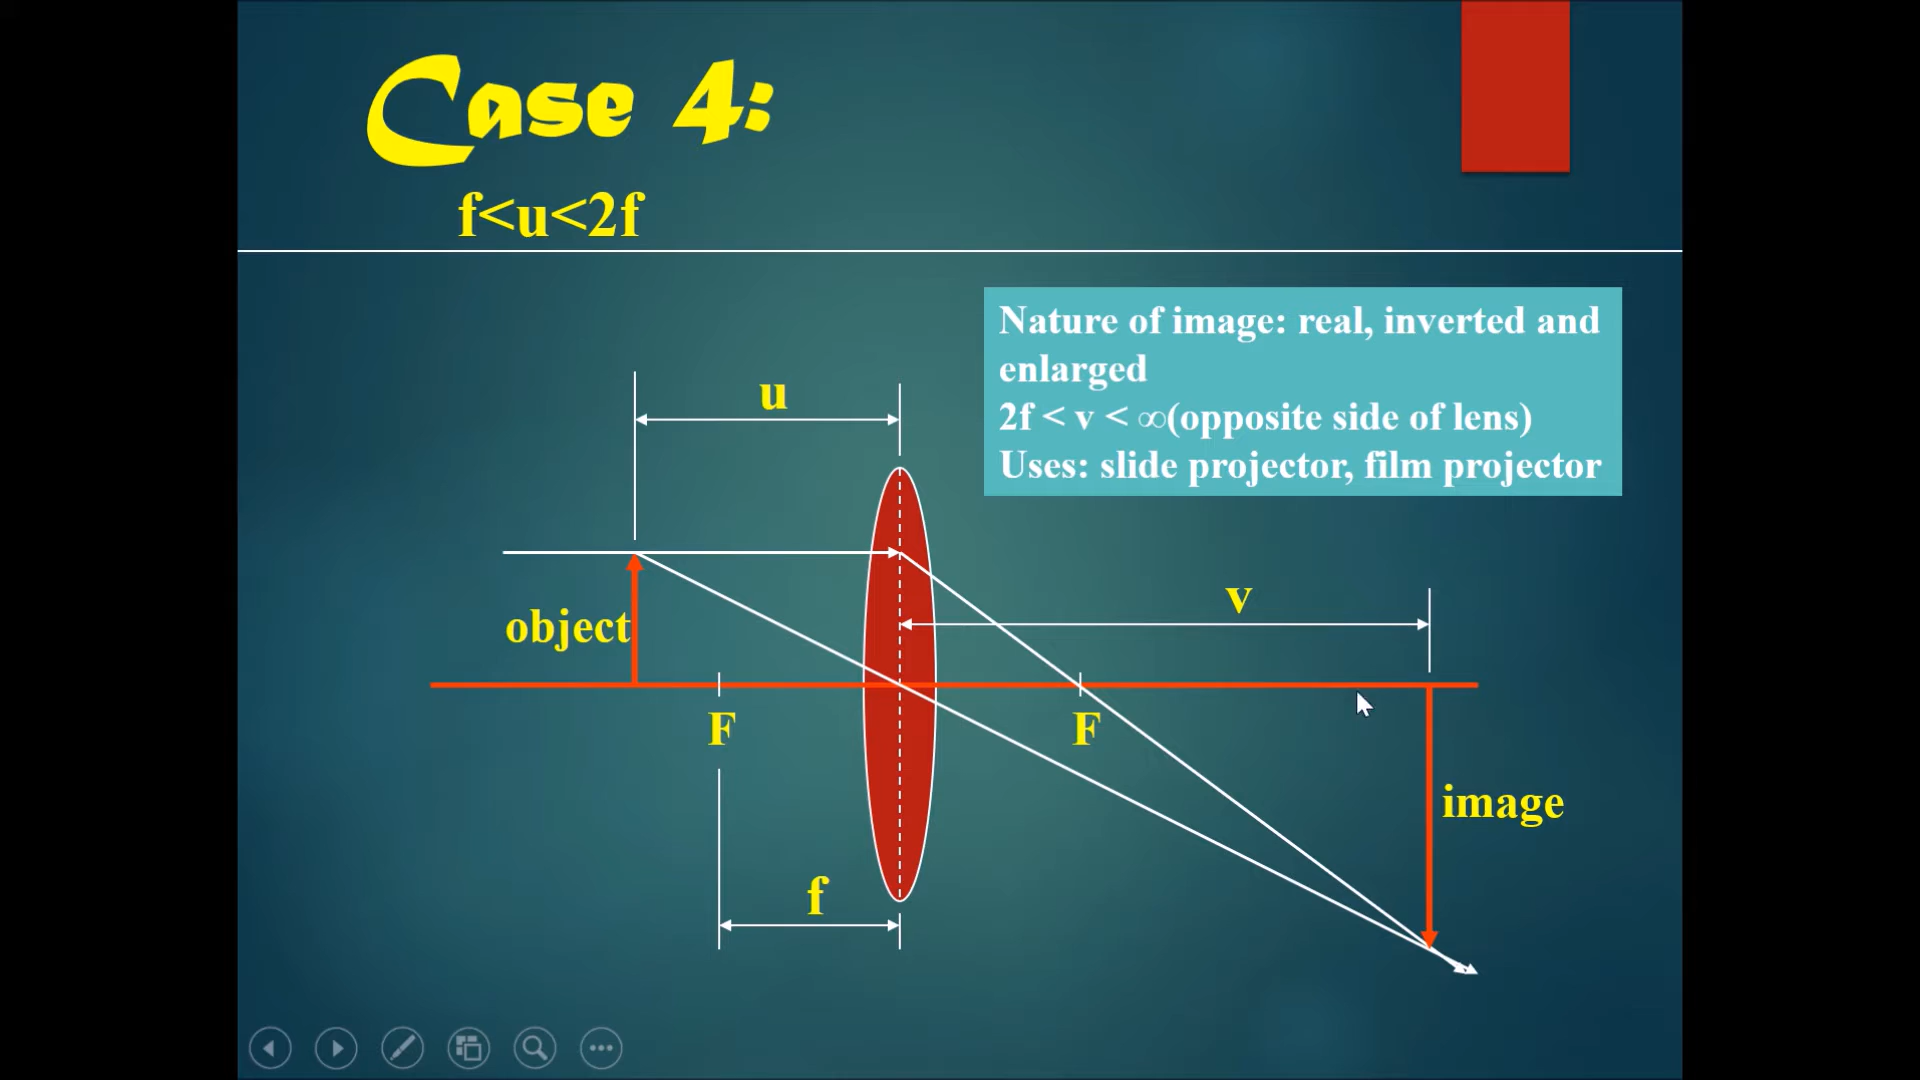 Case 4:
f<u<2f
Nature of image: real, inverted and
enlarged
2f < v < ∞(opposite side of lens)
Uses: slide projector, film projector
u
v
object
F
F
image
f